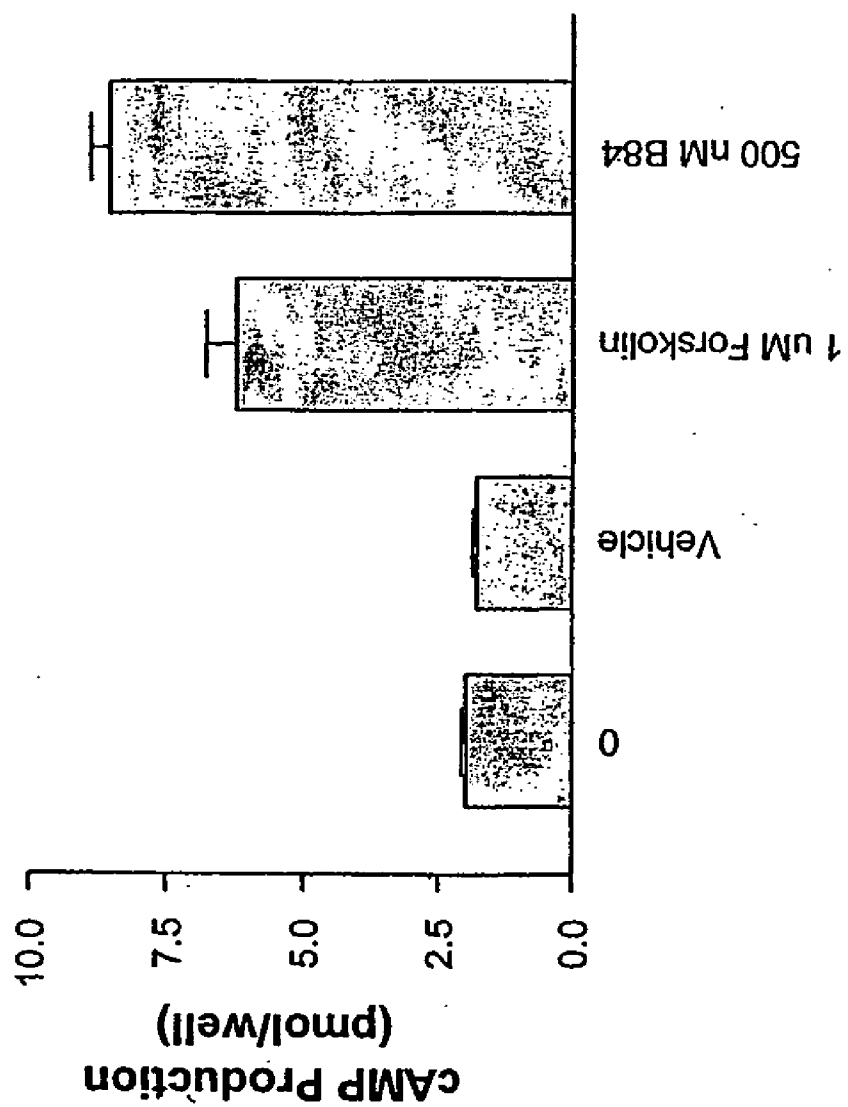 cAMP Production
(pmol/well)
10.0
7.5
5.0
2.5
0.0
0
Vehicle
1 uM Forskolin
500 nM B84